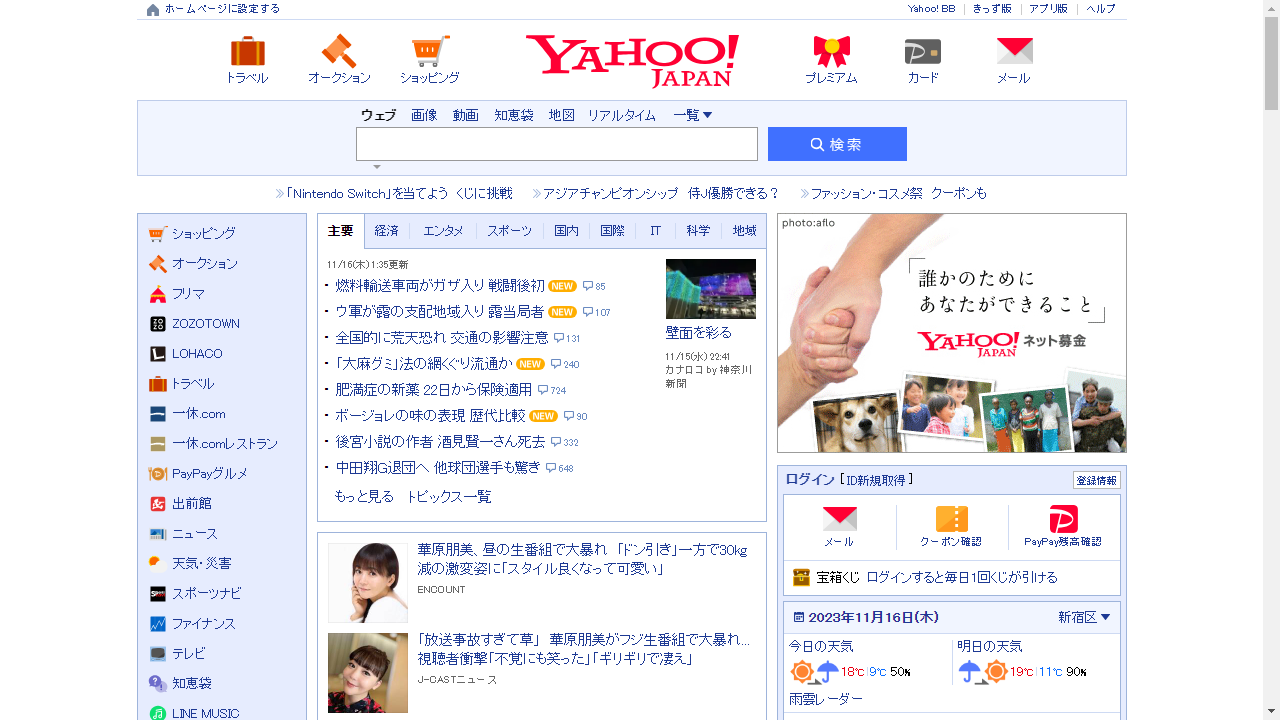 ホームページに設定する
Yahoo! BB
きっず版
アプリ版
ヘルプ
トラベル
オークション
ショッピング
YAHOO!
JAPAN
プレミアム
カード
メール
ウェブ 画像 動画 知恵袋 地図 リアルタイム 一覧
検索
「Nintendo Switch」を当てよう くじに挑戦
アジアチャンピオンシップ 侍J優勝できる?
ファッション・コスメ祭 クーポンも
ショッピング
オークション
フリマ
ZOZOTOWN
LOHACO
トラベル
一休.com
一休.comレストラン
PayPayグルメ
出前館
ニュース
天気・災害
スポーツナビ
ファイナンス
テレビ
知恵袋
LINE MUSIC
主要 経済 エンタメ スポーツ 国内 国際 IT 科学 地域
11/16(木) 1:35更新
燃料輸送車両がガザ入り 戦闘後初 NEW 85
ウ軍が露の支配地域入り 露当局者 NEW 107
全国的に荒天恐れ 交通の影響注意 131
「大麻グミ」法の網くぐり流通か NEW 240
肥満症の新薬 22日から保険適用 724
ボージョレの味の表現 歴代比較 NEW 90
後宮小説の作者 酒見賢一さん死去 332
中田翔G退団へ 他球団選手も驚き 648
もっと見る トピックス一覧
壁面を彩る
11/15(水) 22:41
カナロコ by 神奈川
新聞
華原朋美、昼の生番組で大暴れ 「ドン引き」一方で30kg
減の激変姿に「スタイル良くなって可愛い」
ENCOUNT
「放送事故すぎて草」 華原朋美がフジ生番組で大暴れ...
視聴者衝撃「不覚にも笑った」「ギリギリで凄え」
J-CASTニュース
photo:aflo
誰かのために
あなたができること
YAHOO! JAPAN ネット募金
ログイン [ID新規取得]
登録情報
メール
クーポン確認
PayPay残高確認
宝箱くじ ログインすると毎日1回くじが引ける
2023年11月16日(木)
新宿区
今日の天気
18℃ 9℃ 50%
明日の天気
19℃ 11℃ 90%
雨雲レーダー